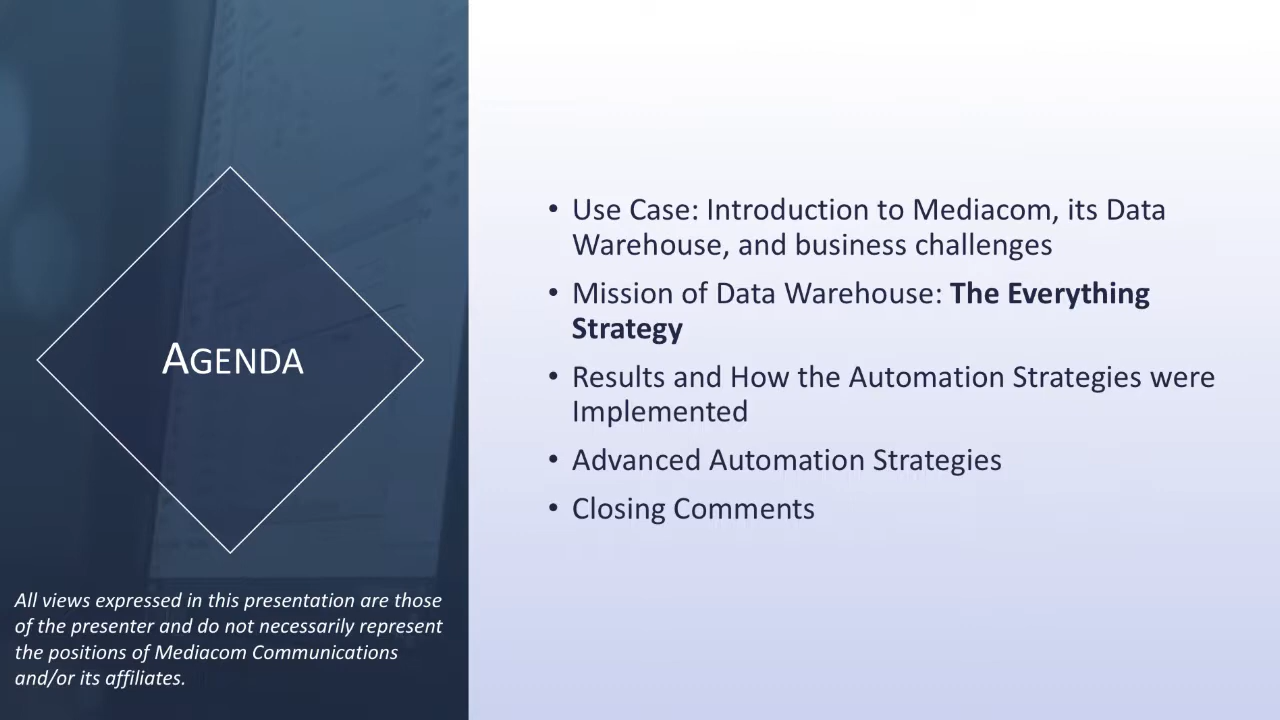 AGENDA
All views expressed in this presentation are those
of the presenter and do not necessarily represent
the positions of Mediacom Communications
and/or its affiliates.
• Use Case: Introduction to Mediacom, its Data
Warehouse, and business challenges
• Mission of Data Warehouse: The Everything
Strategy
• Results and How the Automation Strategies were
Implemented
• Advanced Automation Strategies
• Closing Comments